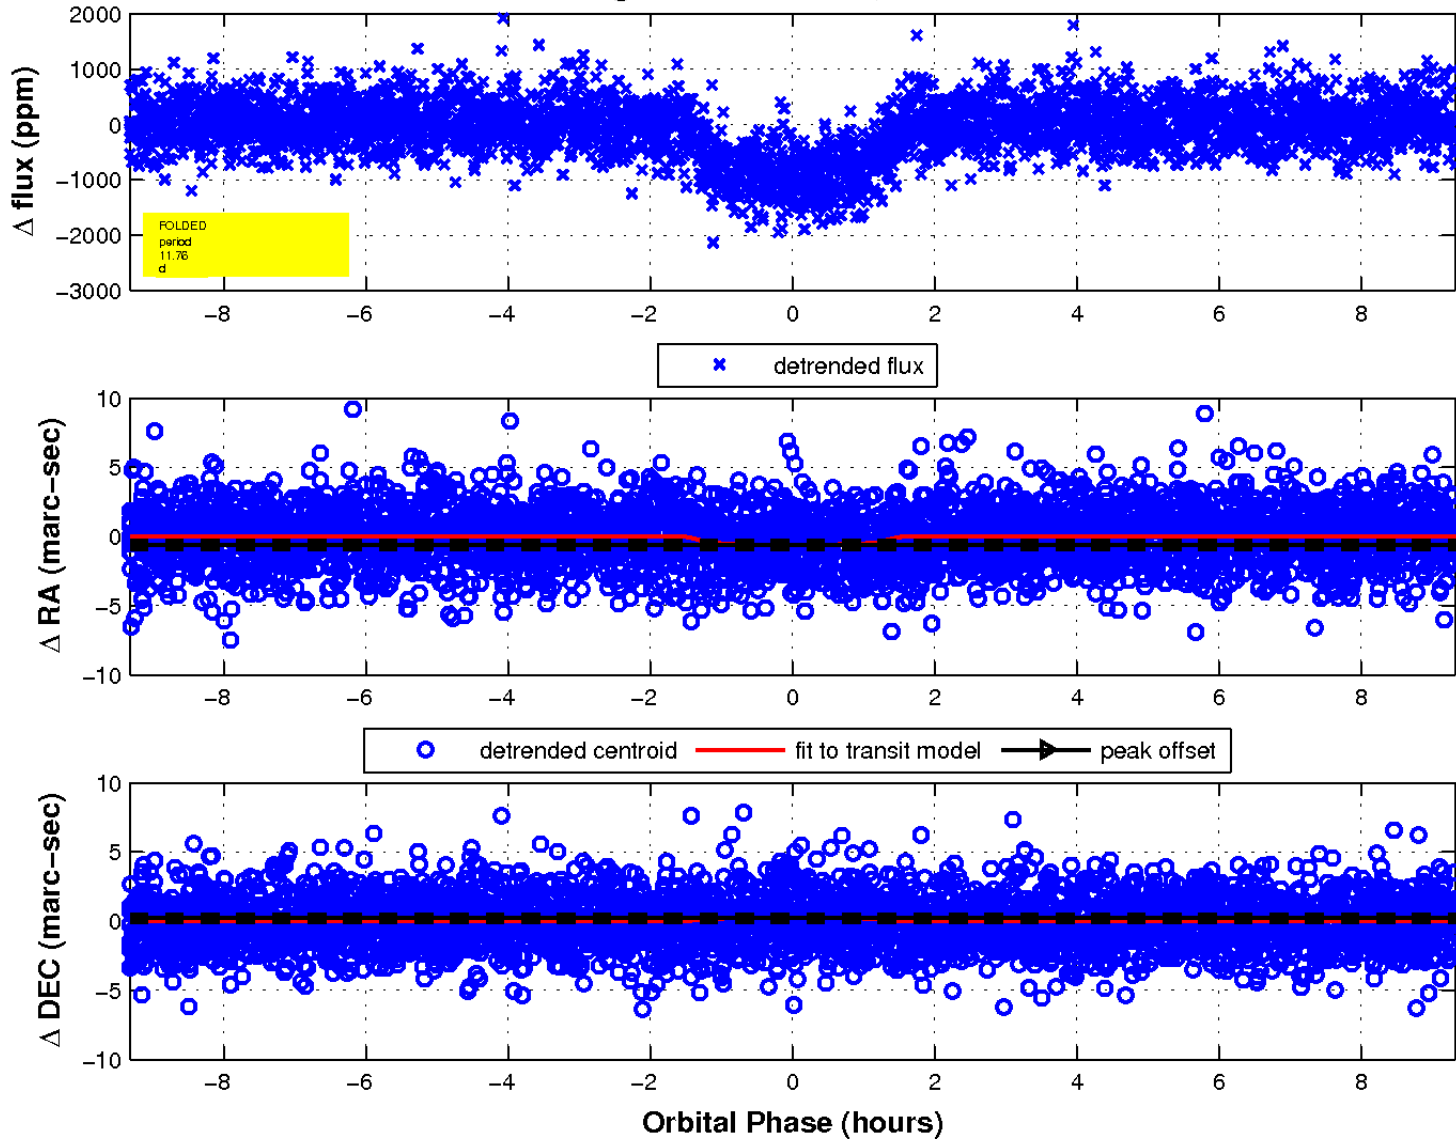 2000
1000
0
−1000
−2000
−3000
Δ flux (ppm)
FOLDED
period
11.76
d
−8 −6 −4 −2 0 2 4 6 8
detrended flux
10
5
0
−5
−10
Δ RA (marc−sec)
−8 −6 −4 −2 0 2 4 6 8
detrended centroid fit to transit model peak offset
10
5
0
−5
−10
Δ DEC (marc−sec)
−8 −6 −4 −2 0 2 4 6 8
Orbital Phase (hours)